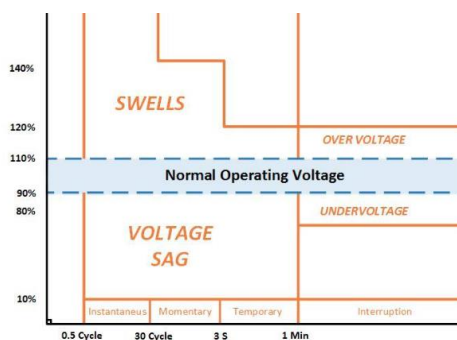 140%
SWELLS
120%
OVER VOLTAGE
110%
Normal Operating Voltage
90%
80%
UNDERVOLTAGE
VOLTAGE
SAG
10%
Instantaneus
Momentary
Temporary
Interruption
0.5 Cycle
30 Cycle
3 S
1 Min